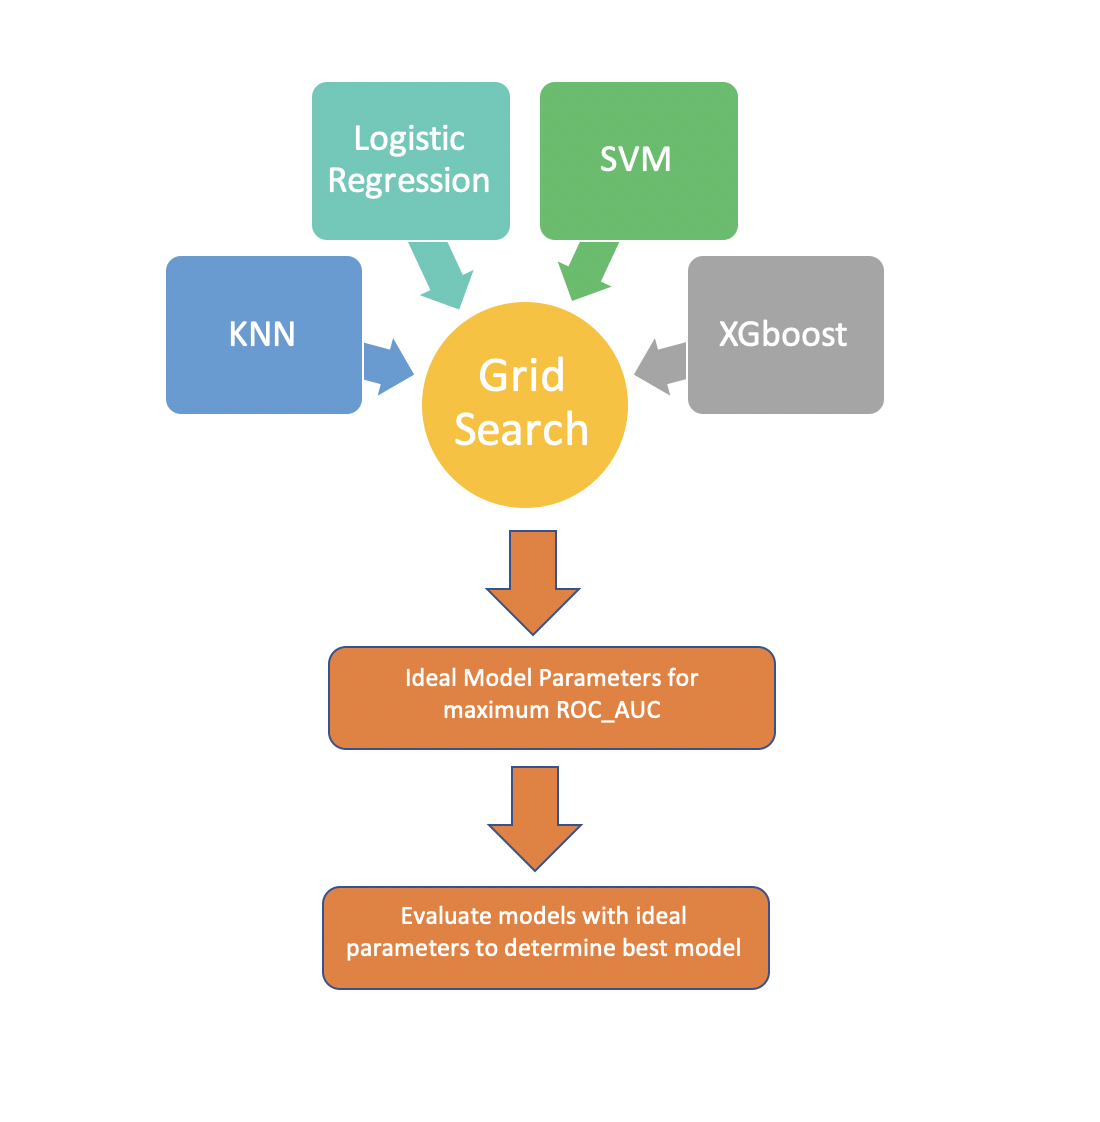 Logistic
Regression
SVM
KNN
XGboost
Grid
Search
Ideal Model Parameters for
maximum ROC_AUC
Evaluate models with ideal
parameters to determine best model